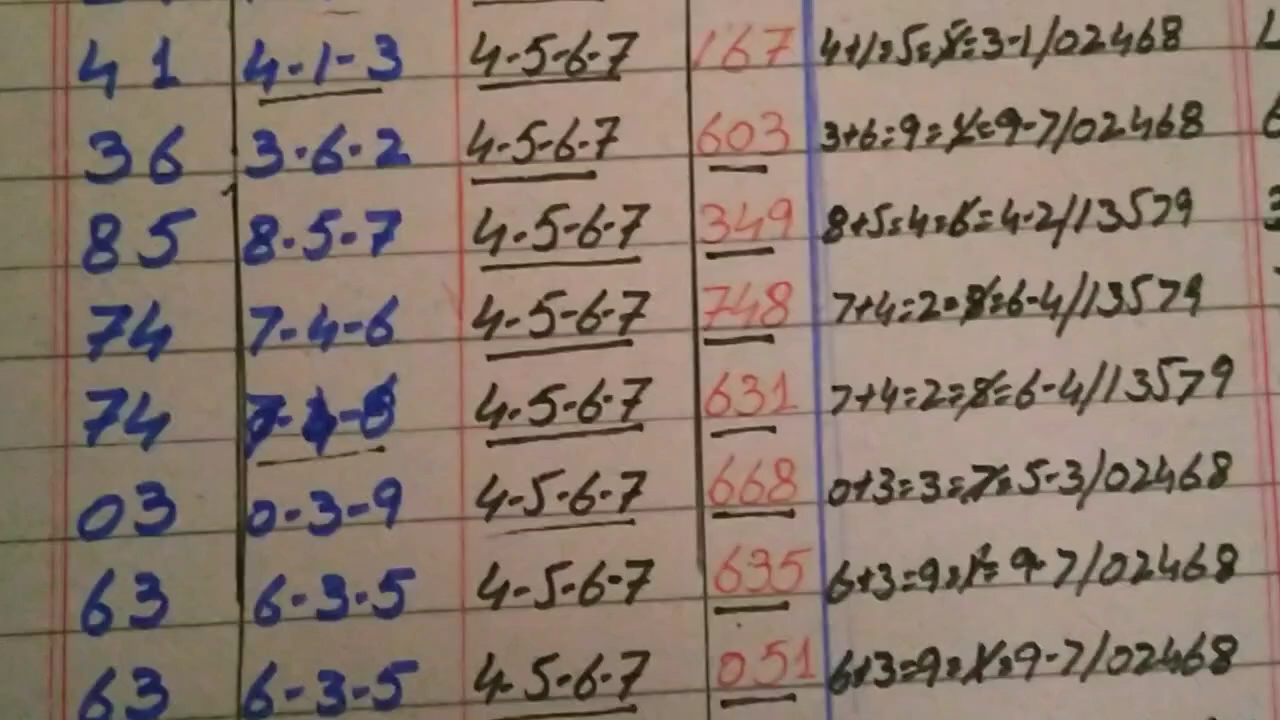 41 4-1-3 4-5-6-7 167 4+1=5=8=3-1/02468
36 3-6-2 4-5-6-7 603 3+6=9=1=9-7/02468
85 8-5-7 4-5-6-7 349 8+5=4=6=4-2/13579
74 7-4-6 4-5-6-7 748 7+4=2=8=6-4/13579
74 4-5-6-7 631 7+4=2=8=6-4/13579
03 0-3-9 4-5-6-7 668 0+3=3=7=5-3/02468
63 6-3-5 4-5-6-7 635 6+3=9=1=9-7/02468
63 6-3-5 4-5-6-7 051 6+3=9=1=9-7/02468